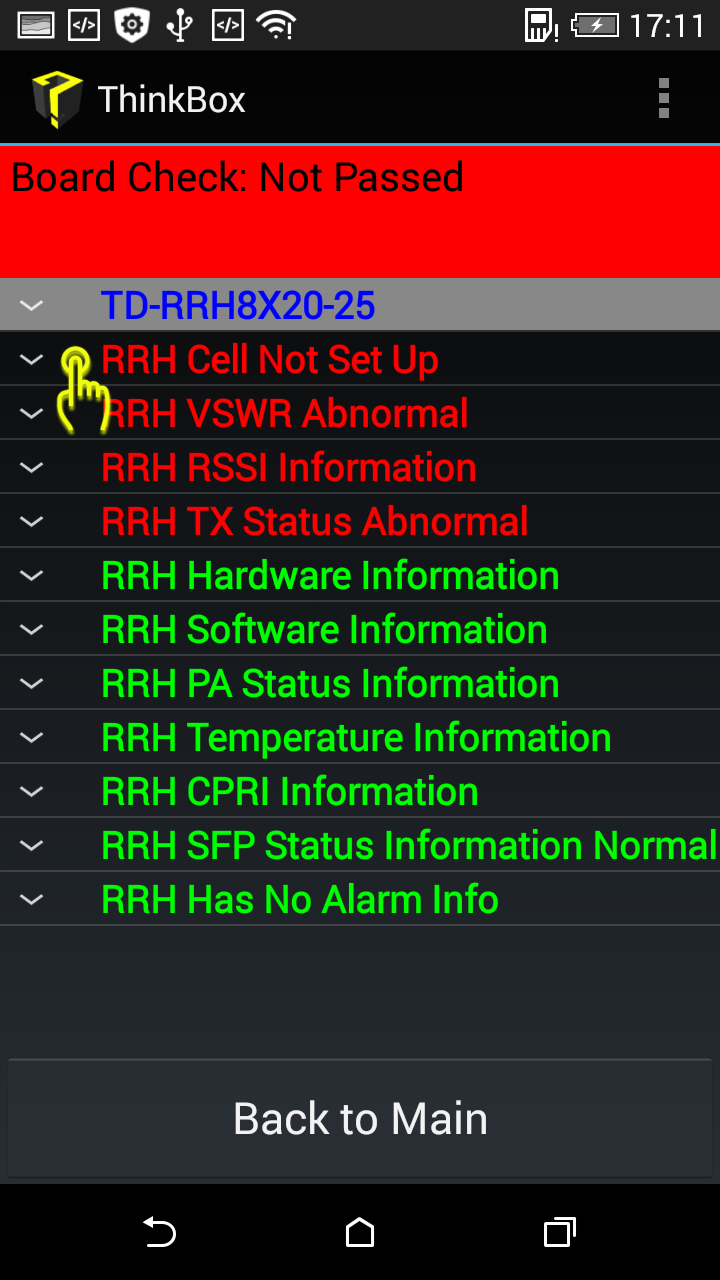 17:11
ThinkBox
Board Check: Not Passed
TD-RRH8X20-25
RRH Cell Not Set Up
RRH VSWR Abnormal
RRH RSSI Information
RRH TX Status Abnormal
RRH Hardware Information
RRH Software Information
RRH PA Status Information
RRH Temperature Information
RRH CPRI Information
RRH SFP Status Information Normal
RRH Has No Alarm Info
Back to Main